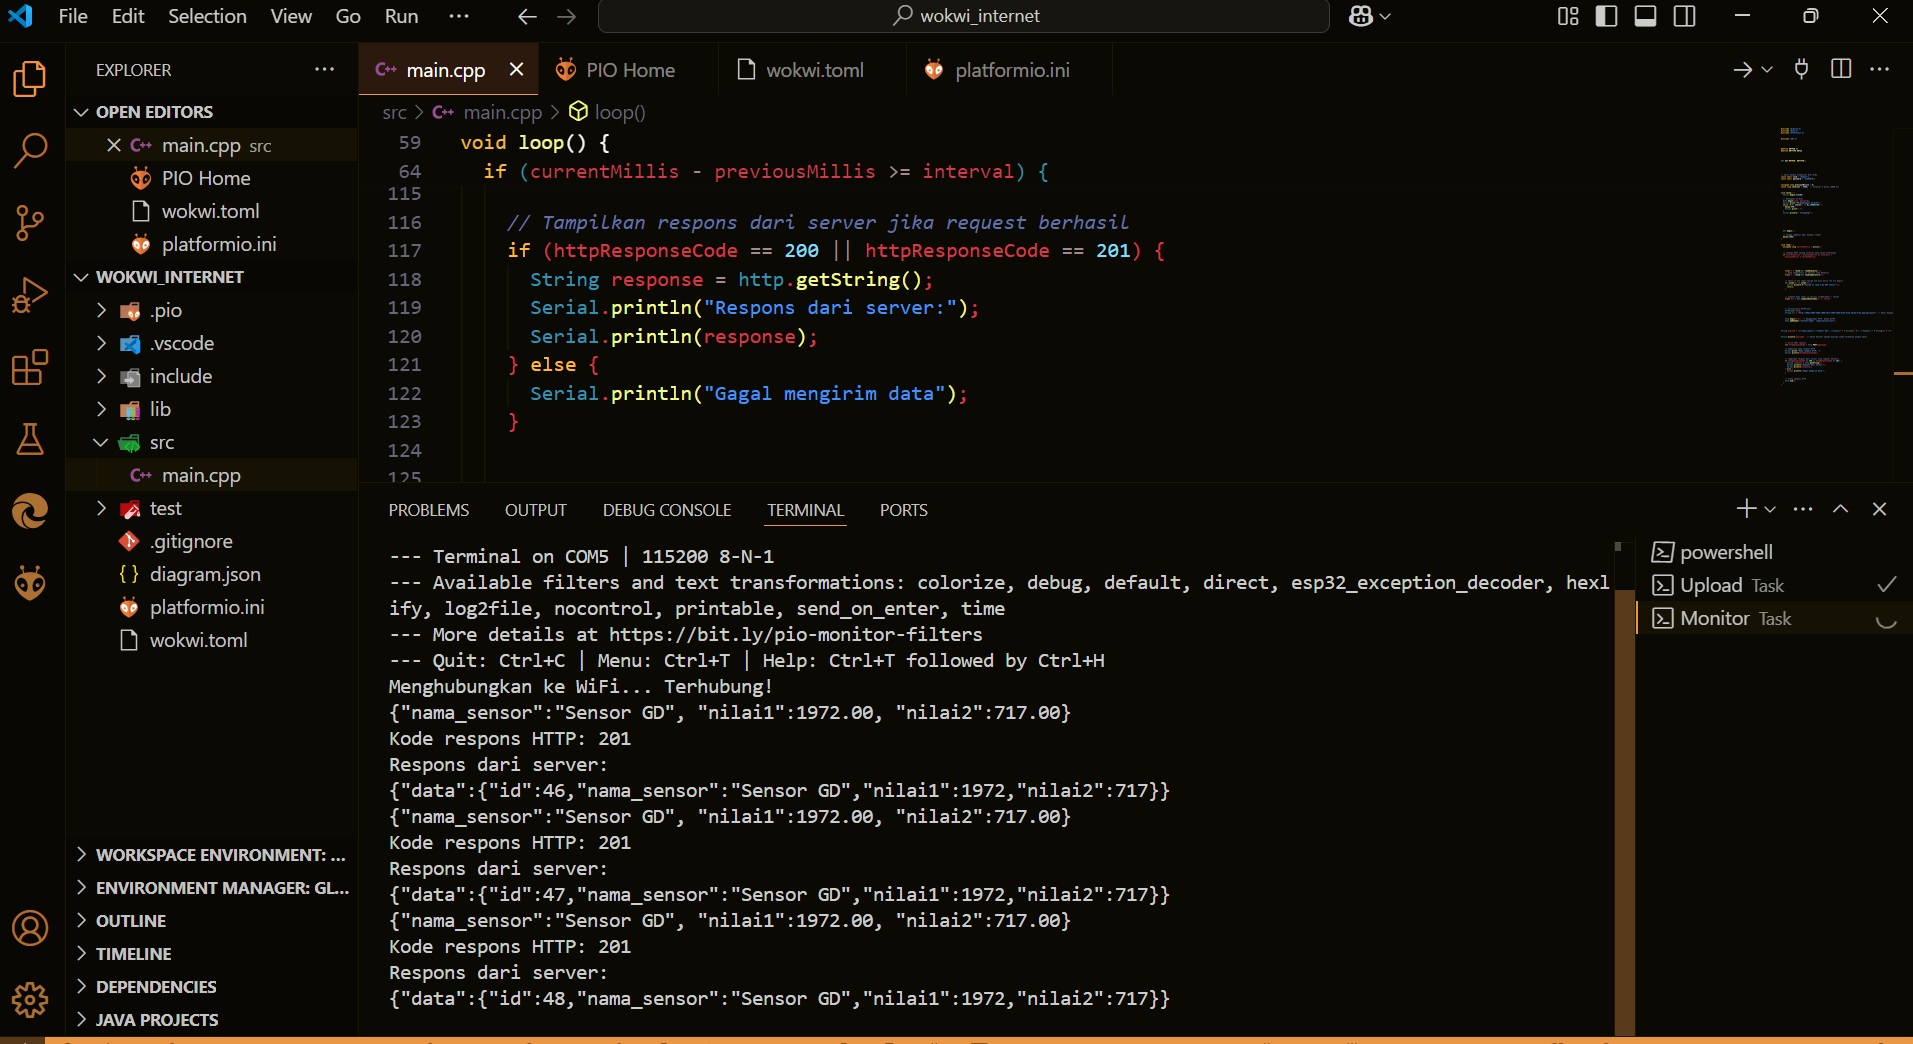 File Edit Selection View Go Run ···
wokwi_internet
EXPLORER
OPEN EDITORS
main.cpp src
PIO Home
wokwi.toml
platformio.ini
WOKWI_INTERNET
.pio
.vscode
include
lib
src
main.cpp
test
.gitignore
diagram.json
platformio.ini
wokwi.toml
WORKSPACE ENVIRONMENT: ...
ENVIRONMENT MANAGER: GL...
OUTLINE
TIMELINE
DEPENDENCIES
JAVA PROJECTS
main.cpp PIO Home wokwi.toml platformio.ini
src > main.cpp > loop()
59 void loop() {
64 if (currentMillis - previousMillis >= interval) {
115
116 // Tampilkan respons dari server jika request berhasil
117 if (httpResponseCode == 200 || httpResponseCode == 201) {
118 String response = http.getString();
119 Serial.println("Respons dari server:");
120 Serial.println(response);
121 } else {
122 Serial.println("Gagal mengirim data");
123 }
124
125
PROBLEMS OUTPUT DEBUG CONSOLE TERMINAL PORTS
--- Terminal on COM5 | 115200 8-N-1
--- Available filters and text transformations: colorize, debug, default, direct, esp32_exception_decoder, hexl
ify, log2file, nocontrol, printable, send_on_enter, time
--- More details at https://bit.ly/pio-monitor-filters
--- Quit: Ctrl+C | Menu: Ctrl+T | Help: Ctrl+T followed by Ctrl+H
Menghubungkan ke WiFi... Terhubung!
{"nama_sensor":"Sensor GD", "nilai1":1972.00, "nilai2":717.00}
Kode respons HTTP: 201
Respons dari server:
{"data":{"id":46,"nama_sensor":"Sensor GD","nilai1":1972,"nilai2":717}}
{"nama_sensor":"Sensor GD", "nilai1":1972.00, "nilai2":717.00}
Kode respons HTTP: 201
Respons dari server:
{"data":{"id":47,"nama_sensor":"Sensor GD","nilai1":1972,"nilai2":717}}
{"nama_sensor":"Sensor GD", "nilai1":1972.00, "nilai2":717.00}
Kode respons HTTP: 201
Respons dari server:
{"data":{"id":48,"nama_sensor":"Sensor GD","nilai1":1972,"nilai2":717}}
powershell
Upload Task
Monitor Task